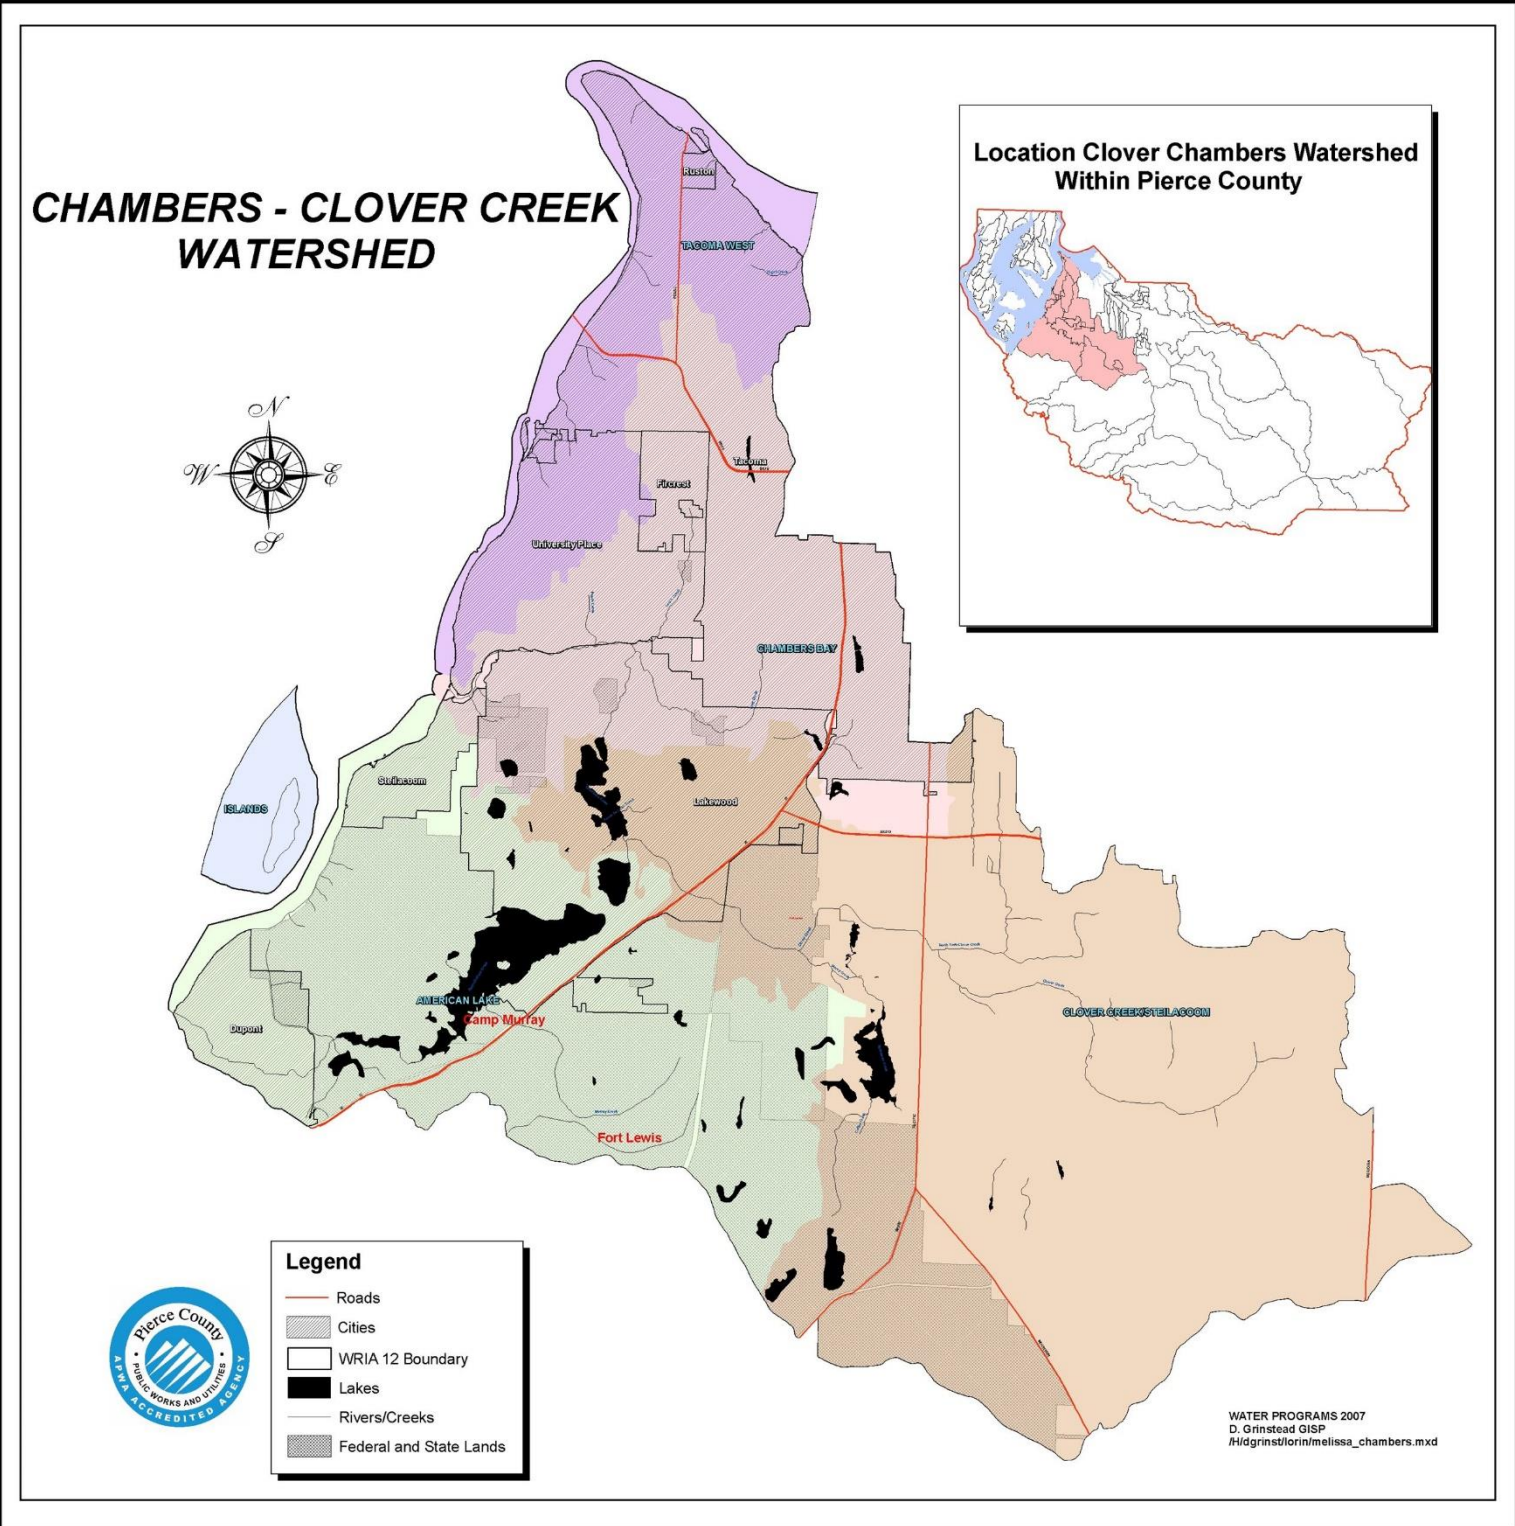 CHAMBERS - CLOVER CREEK
WATERSHED
Location Clover Chambers Watershed
Within Pierce County
N
W
E
S
Ruston
TACOMA WEST
Tacoma
Fircrest
University Place
CHAMBERS BAY
Steilacoom
ISLANDS
Lakewood
AMERICAN LAKE
Camp Murray
Dupont
CLOVER CREEK/STEILACOOM
Fort Lewis
Legend
Roads
Cities
WRIA 12 Boundary
Lakes
Rivers/Creeks
Federal and State Lands
Pierce County
PUBLIC WORKS AND UTILITIES
APWA ACCREDITED AGENCY
WATER PROGRAMS 2007
D. Grinstead GISP
/H/dgrinst/lorin/melissa_chambers.mxd